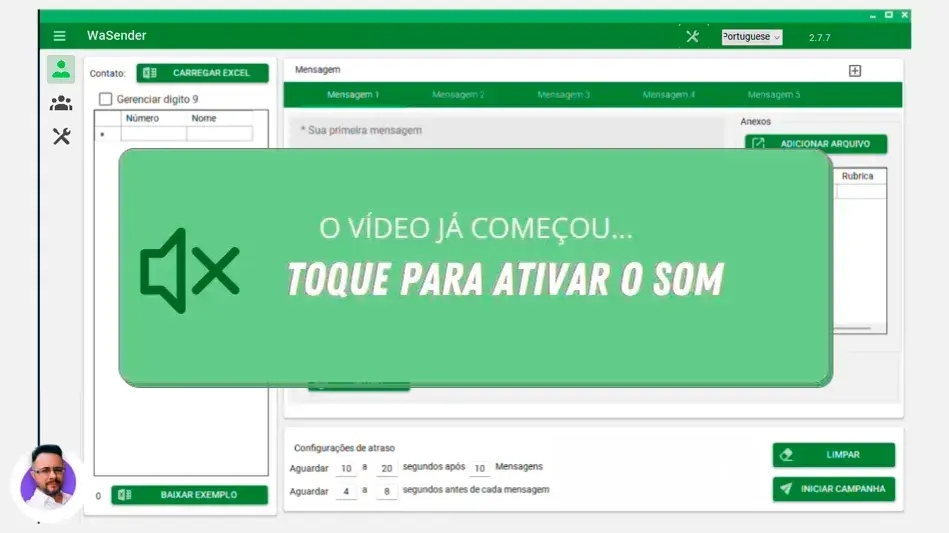 WaSender
Portuguese
2.7.7
Contato:
CARREGAR EXCEL
Gerenciar digito 9
Número Nome
Mensagem
Mensagem 1 Mensagem 2 Mensagem 3 Mensagem 4 Mensagem 5
* Sua primeira mensagem
Anexos
ADICIONAR ARQUIVO
Rubrica
O VÍDEO JÁ COMEÇOU...
TOQUE PARA ATIVAR O SOM
Configurações de atraso
Aguardar 10 a 20 segundos após 10 Mensagens
Aguardar 4 a 8 segundos antes de cada mensagem
LIMPAR
INICIAR CAMPANHA
0 BAIXAR EXEMPLO